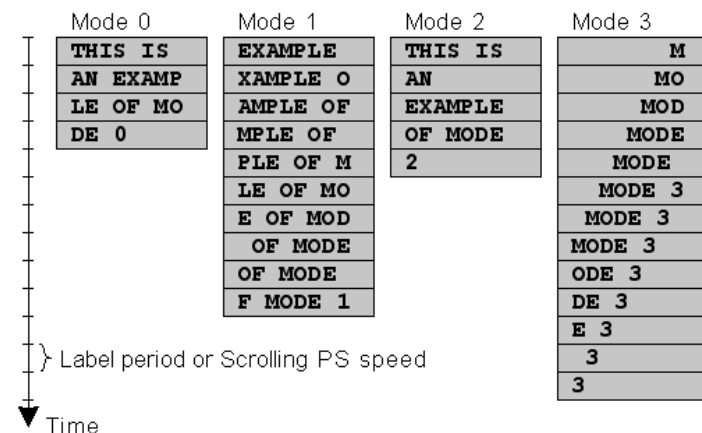 Mode 0
THIS IS
AN EXAMP
LE OF MO
DE 0
Mode 1
EXAMPLE
XAMPLE O
AMPLE OF
MPLE OF
PLE OF M
LE OF MO
E OF MOD
OF MODE
OF MODE
F MODE 1
Mode 2
THIS IS
AN
EXAMPLE
OF MODE
2
Mode 3
M
MO
MOD
MODE
MODE
MODE 3
MODE 3
MODE 3
ODE 3
DE 3
E 3
3
3
Label period or Scrolling PS speed
Time